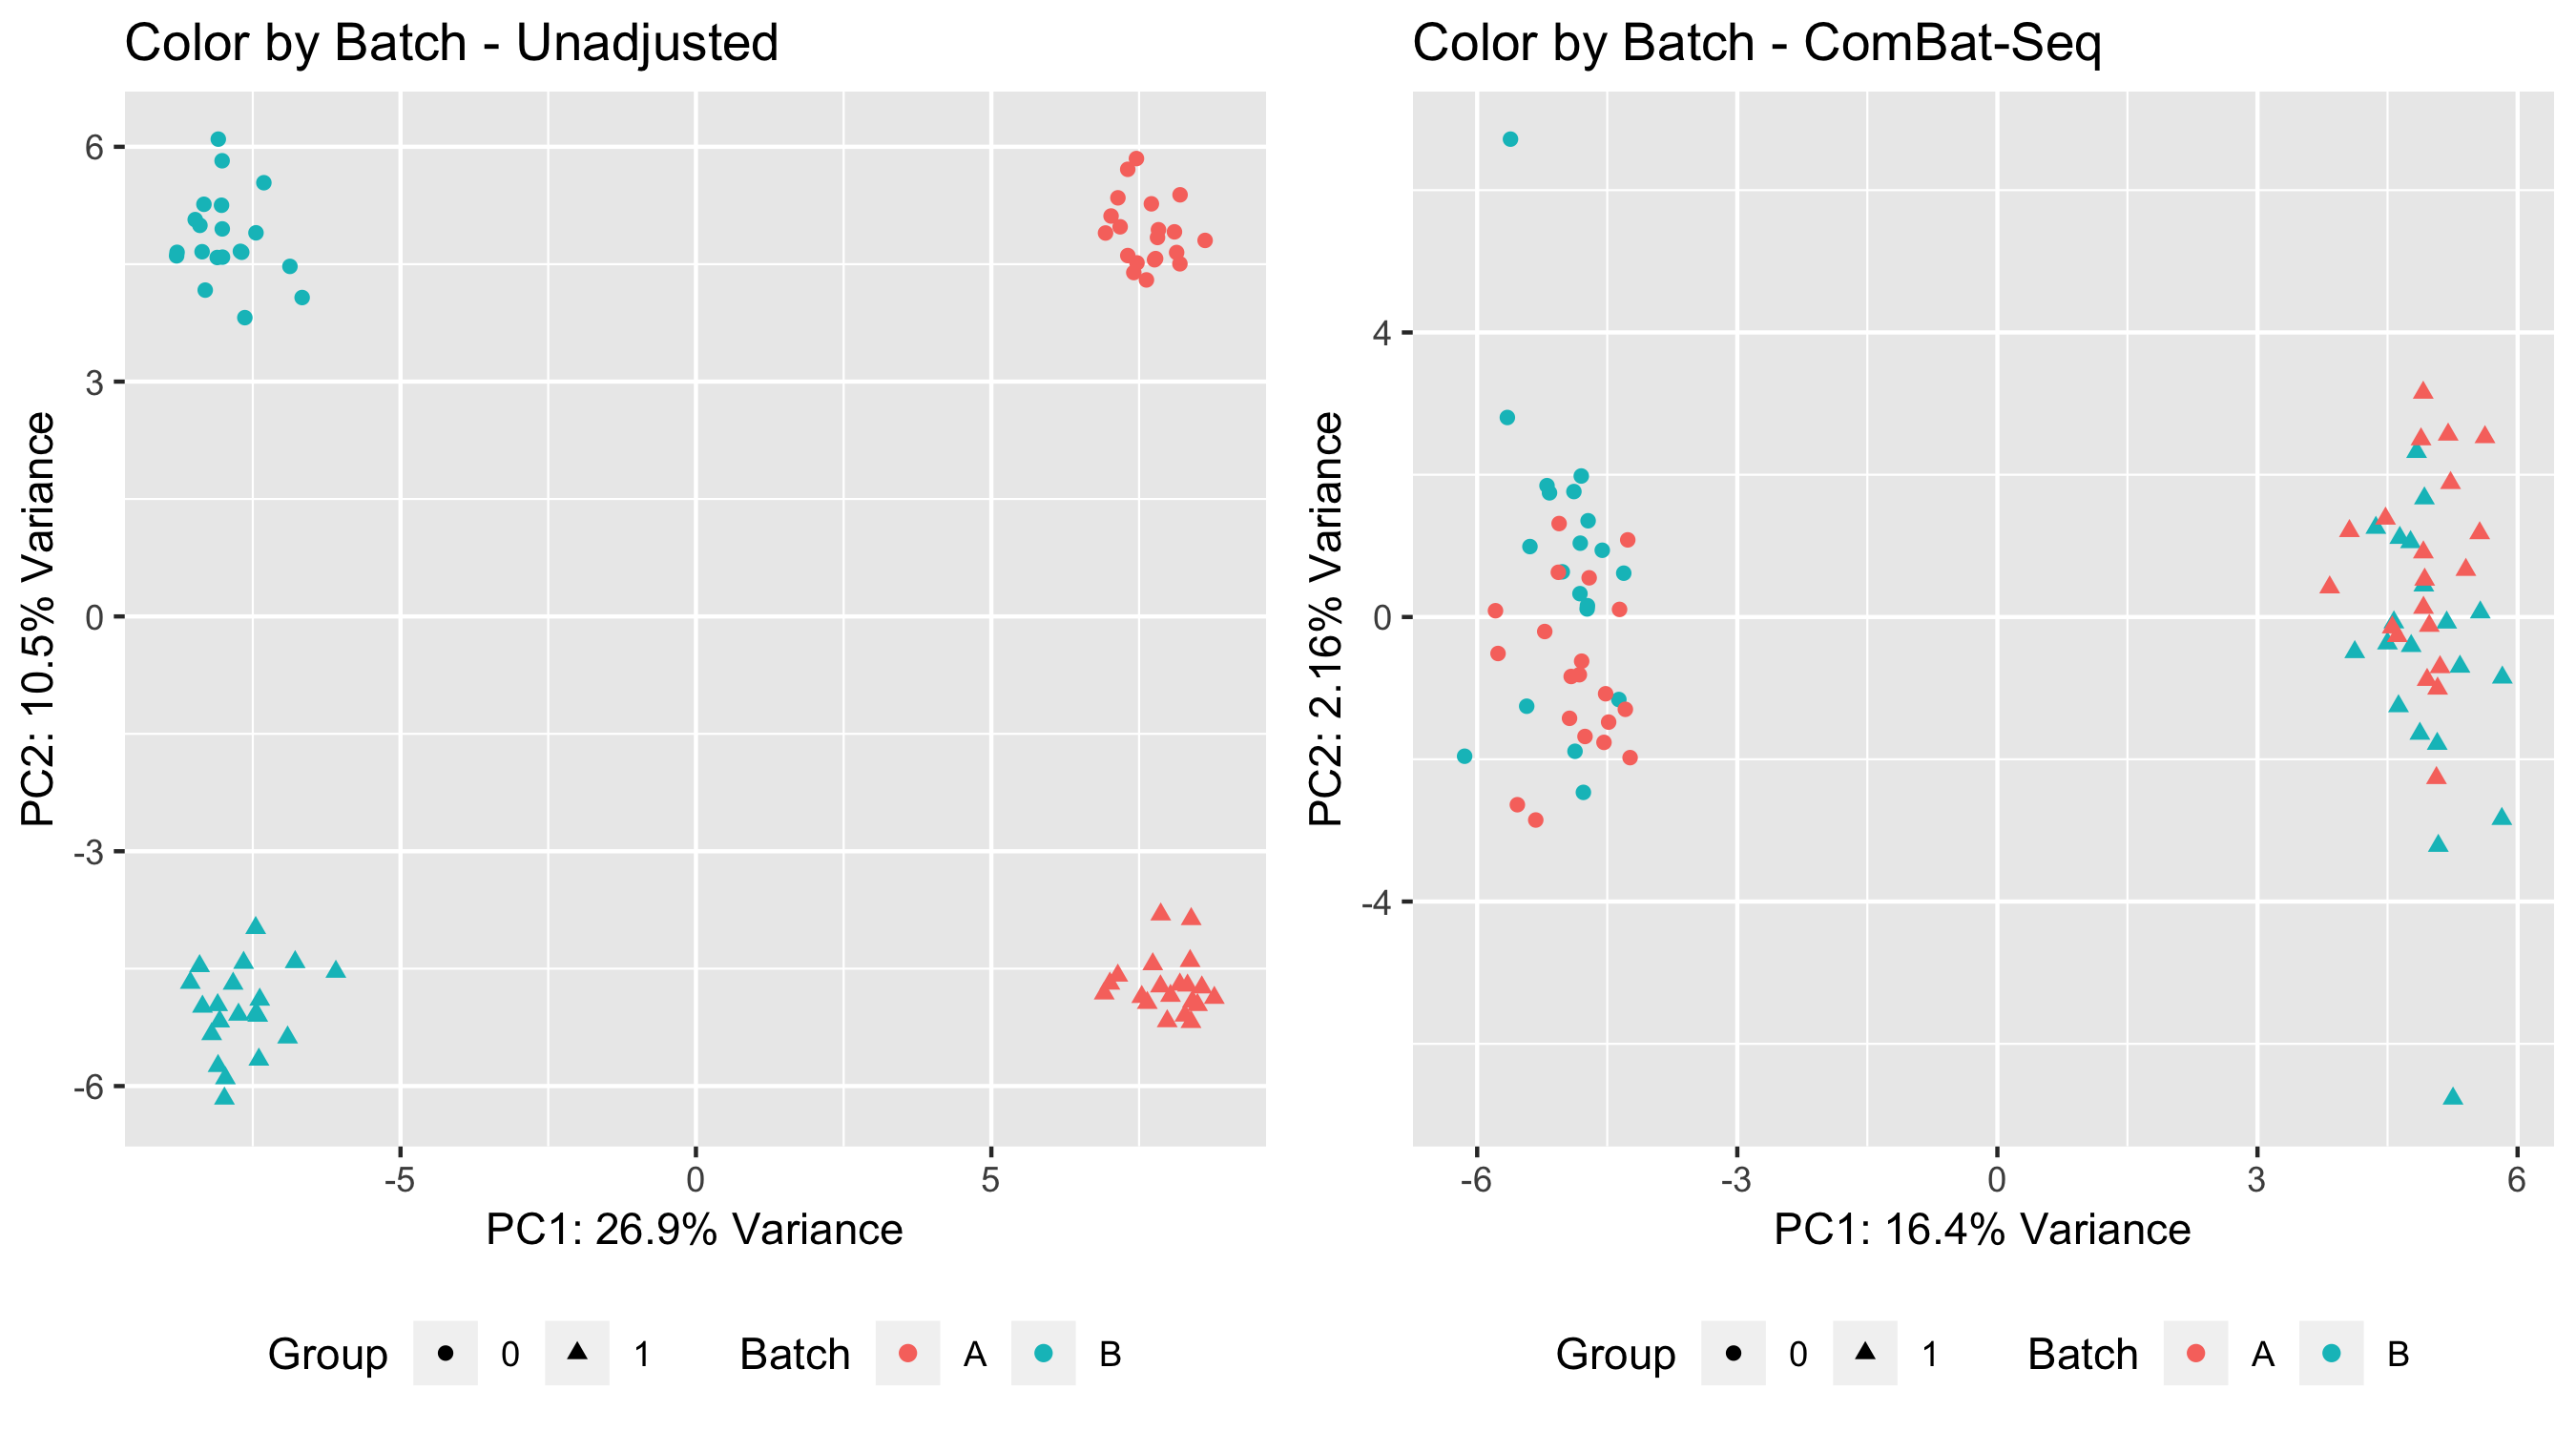 Color by Batch - Unadjusted
6
3
0
-3
-6
PC2: 10.5% Variance
-5 0 5
PC1: 26.9% Variance
Group 0 1 Batch A B
Color by Batch - ComBat-Seq
4
0
-4
PC2: 2.16% Variance
-6 -3 0 3 6
PC1: 16.4% Variance
Group 0 1 Batch A B